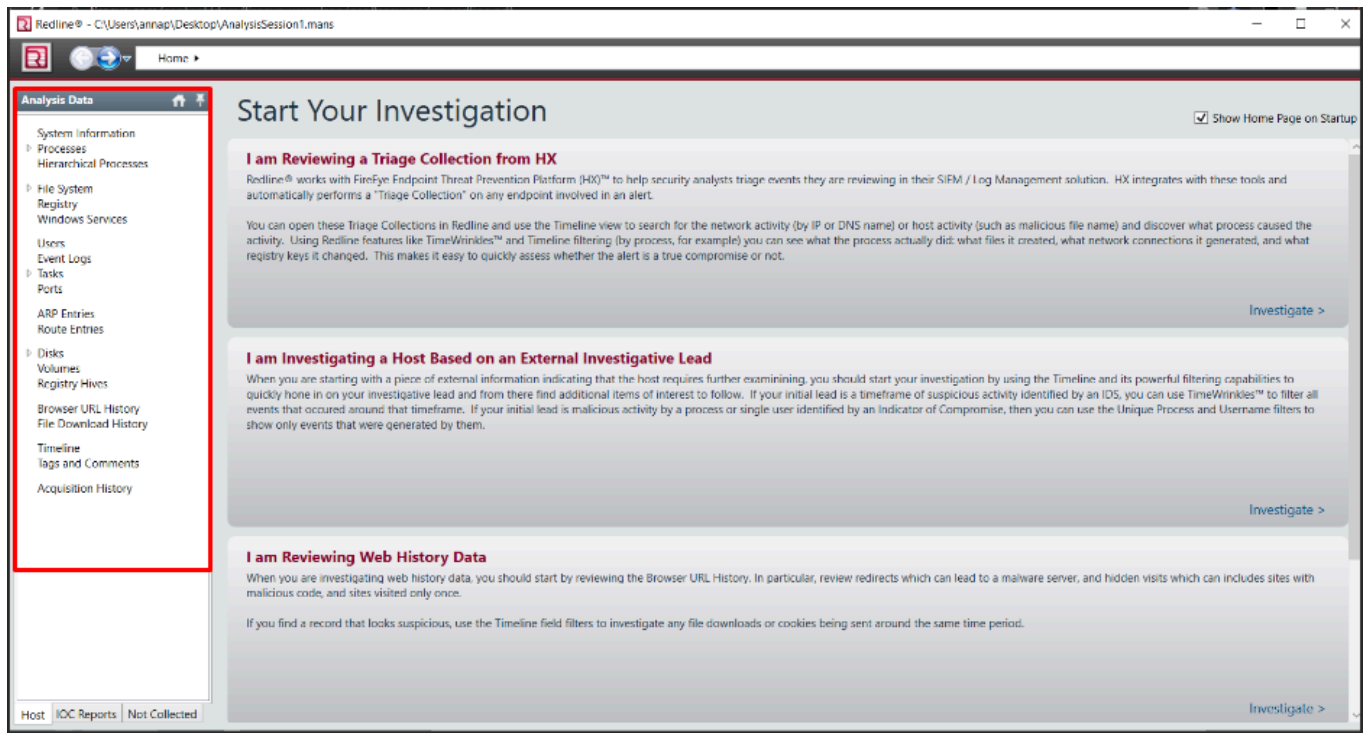 Redline® - C:\Users\annap\Desktop\AnalysisSession1.mans
Home
Analysis Data
System Information
Processes
Hierarchical Processes
File System
Registry
Windows Services
Users
Event Logs
Tasks
Ports
ARP Entries
Route Entries
Disks
Volumes
Registry Hives
Browser URL History
File Download History
Timeline
Tags and Comments
Acquisition History
Host
IOC Reports
Not Collected
Start Your Investigation
Show Home Page on Startup
I am Reviewing a Triage Collection from HX
Redline® works with FireEye Endpoint Threat Prevention Platform (HX)™ to help security analysts triage events they are reviewing in their SIEM / Log Management solution. HX integrates with these tools and
automatically performs a "Triage Collection" on any endpoint involved in an alert.
You can open these Triage Collections in Redline and use the Timeline view to search for the network activity (by IP or DNS name) or host activity (such as malicious file name) and discover what process caused the
activity. Using Redline features like TimeWrinkles™ and Timeline filtering (by process, for example) you can see what the process actually did: what files it created, what network connections it generated, and what
registry keys it changed. This makes it easy to quickly assess whether the alert is a true compromise or not.
Investigate >
I am Investigating a Host Based on an External Investigative Lead
When you are starting with a piece of external information indicating that the host requires further examinining, you should start your investigation by using the Timeline and its powerful filtering capabilities to
quickly hone in on your investigative lead and from there find additional items of interest to follow. If your initial lead is a timeframe of suspicious activity identified by an IDS, you can use TimeWrinkles™ to filter all
events that occured around that timeframe. If your initial lead is malicious activity by a process or single user identified by an Indicator of Compromise, then you can use the Unique Process and Username filters to
show only events that were generated by them.
Investigate >
I am Reviewing Web History Data
When you are investigating web history data, you should start by reviewing the Browser URL History. In particular, review redirects which can lead to a malware server, and hidden visits which can includes sites with
malicious code, and sites visited only once.
If you find a record that looks suspicious, use the Timeline field filters to investigate any file downloads or cookies being sent around the same time period.
Investigate >